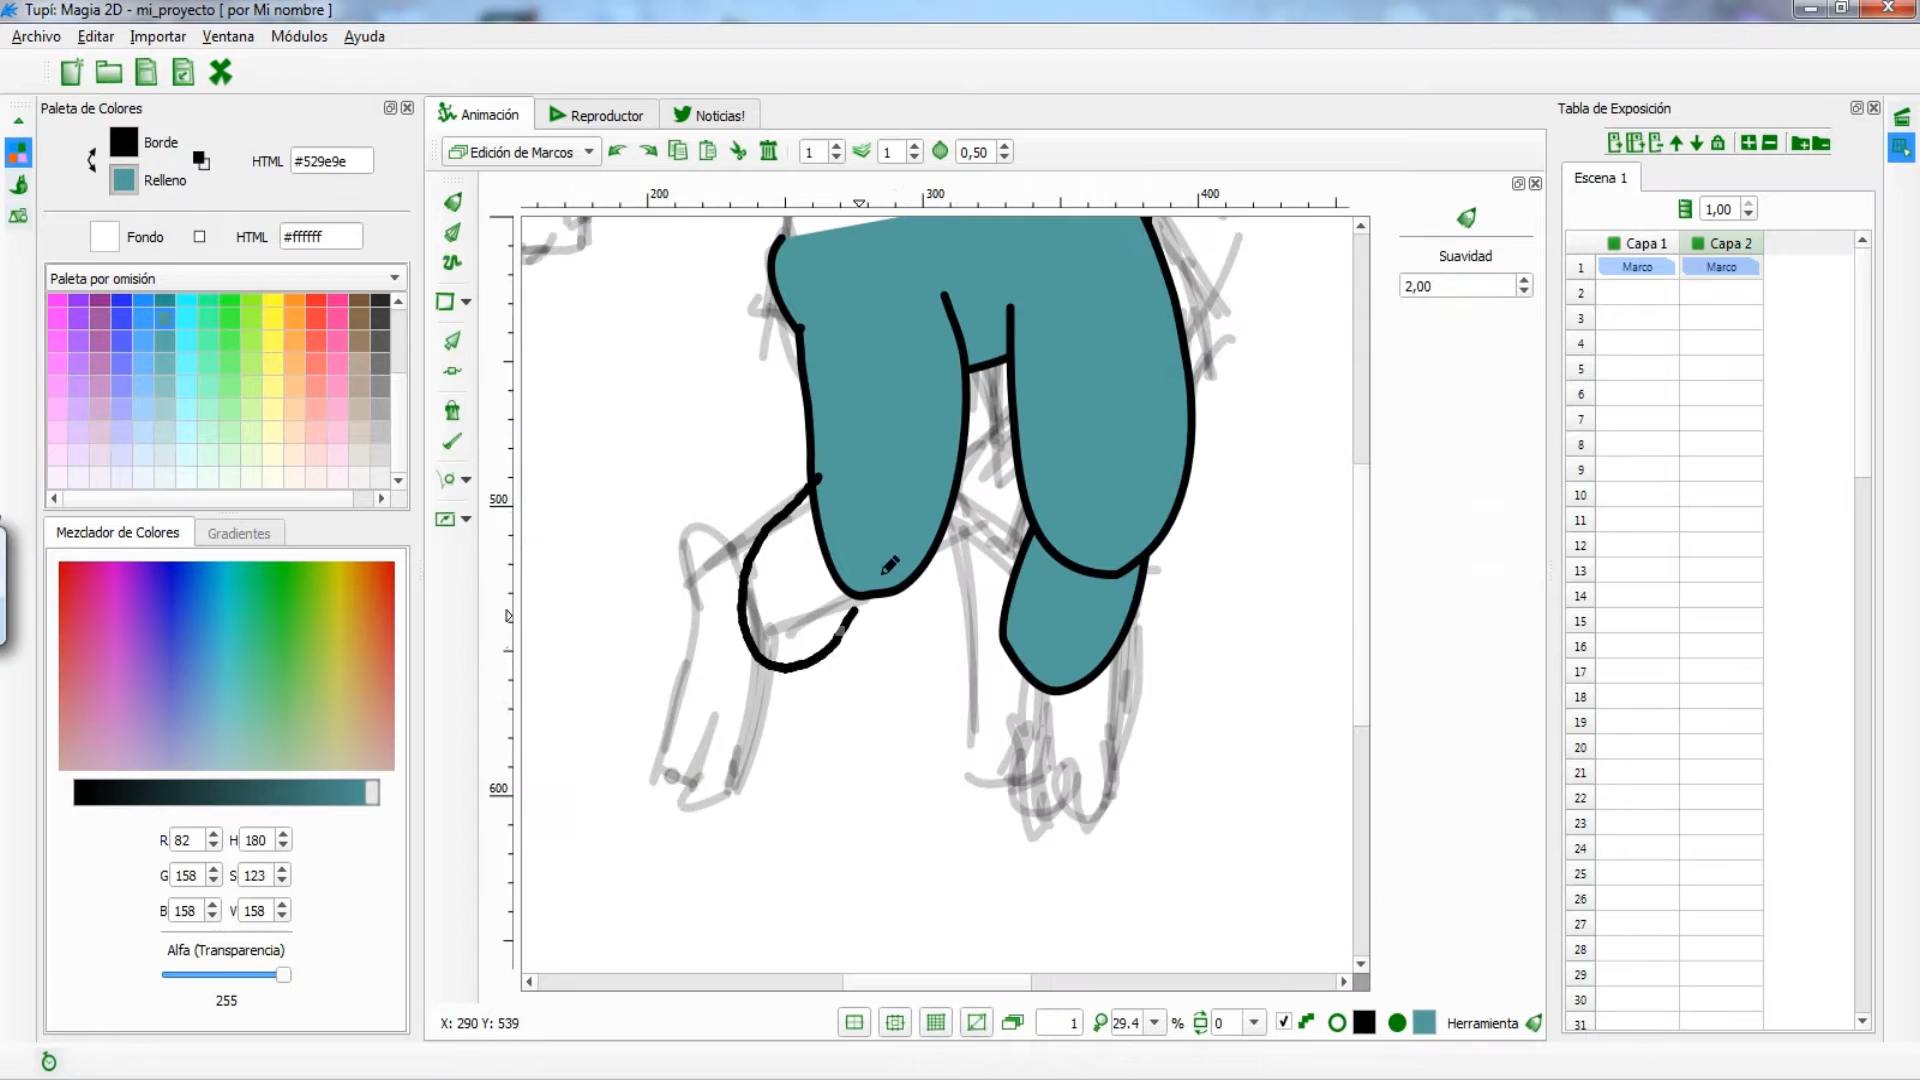 Tupí: Magia 2D - mi_proyecto [ por Mi nombre ]
Archivo Editar Importar Ventana Módulos Ayuda
Paleta de Colores
Borde
Relleno
HTML #529e9e
Fondo
HTML #ffffff
Paleta por omisión
Mezclador de Colores Gradientes
R 82 H 180
G 158 S 123
B 158 V 158
Alfa (Transparencia)
255
Animación Reproductor Noticias!
Edición de Marcos 1 1 0,50
200 300 400
500
600
Suavidad
2,00
X: 290 Y: 539
1 29.4 % 0 Herramienta
Tabla de Exposición
Escena 1
1,00
Capa 1 Capa 2
1 Marco Marco
2
3
4
5
6
7
8
9
10
11
12
13
14
15
16
17
18
19
20
21
22
23
24
25
26
27
28
29
30
31